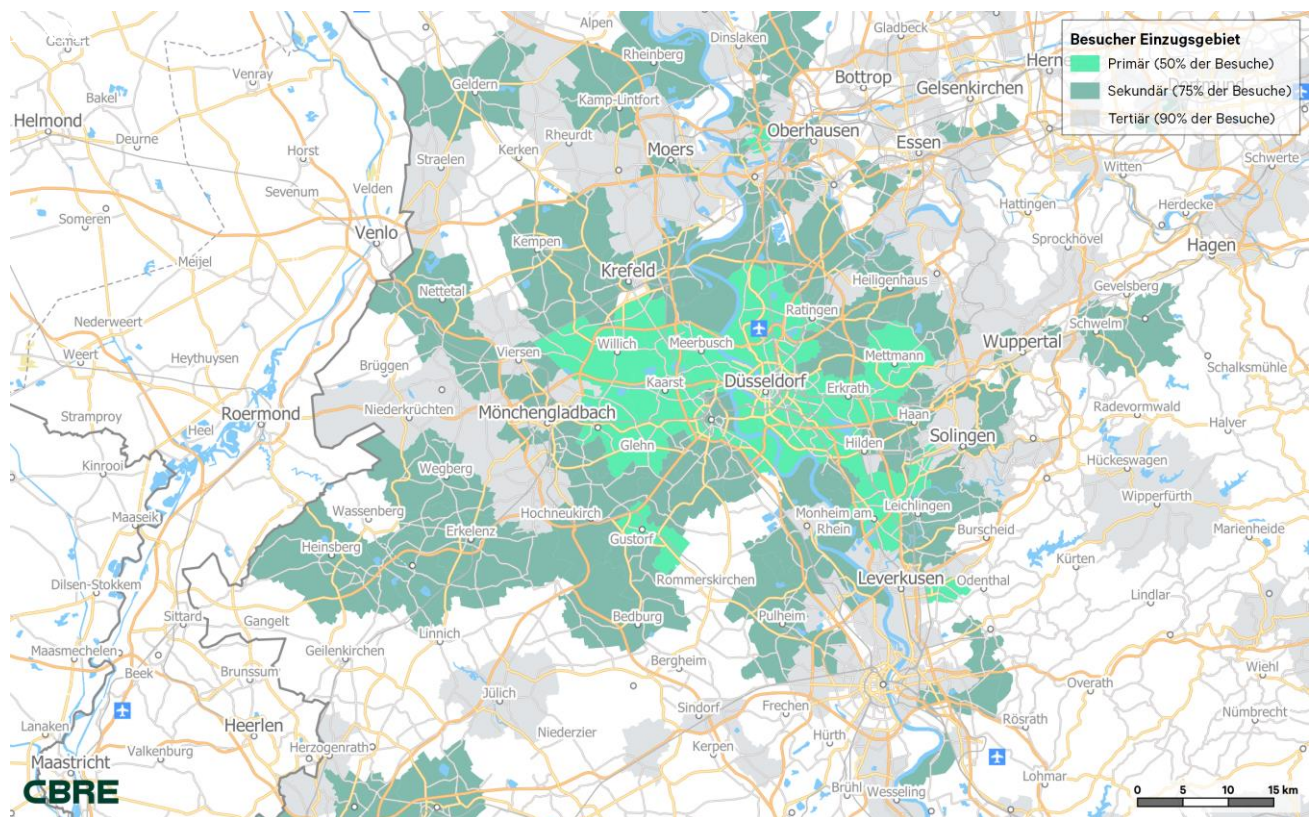 Besucher Einzugsgebiet
Primär (50% der Besuche)
Sekundär (75% der Besuche)
Tertiär (90% der Besuche)
Gemert
Alpen
Dinslaken
Gladbeck
Rheinberg
Herne
Venray
Geldern
Bottrop
Dortmund
Bakel
Kamp-Lintfort
Gelsenkirchen
Helmond
Deurne
Rheurdt
Oberhausen
Essen
Horst
Straelen
Kerken
Moers
Schwerte
Witten
Sevenum
Velden
Hattingen
Herdecke
Someren
Venlo
Kempen
Sprockhövel
Hagen
Meijel
Krefeld
Heiligenhaus
Nettetal
Gevelsberg
Nederweert
Ratingen
Schwelm
Weert
Heythuysen
Viersen
Willich
Meerbusch
Mettmann
Wuppertal
Brüggen
Schalksmühle
Kaarst
Düsseldorf
Erkrath
Stramproy
Roermond
Niederkrüchten
Mönchengladbach
Haan
Radevormwald
Heel
Solingen
Halver
Glehn
Hilden
Kinrooi
Wegberg
Hückeswagen
Wipperfürth
Maaseik
Wassenberg
Hochneukirch
Monheim am
Rhein
Leichlingen
Erkelenz
Gustorf
Burscheid
Marienheide
Heinsberg
Kürten
Dilsen-Stokkem
Rommerskirchen
Leverkusen
Odenthal
Lindlar
Sittard
Gangelt
Bedburg
Pulheim
Linnich
Maasmechelen
Geilenkirchen
Bergheim
Wiehl
Beek
Brunssum
Jülich
Overath
Sindorf
Frechen
Rösrath
Nümbrecht
Lanaken
Heerlen
Niederzier
Hürth
Valkenburg
Herzogenrath
Kerpen
Maastricht
Lohmar
Brühl
Wesseling
CBRE
0 5 10 15 km